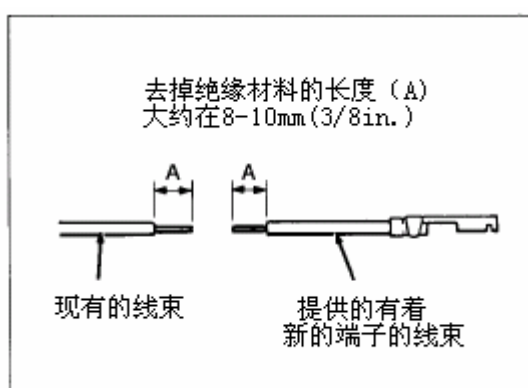 去掉绝缘材料的长度（A）
大约在8-10mm(3/8in.)
A
A
现有的线束
提供的有着
新的端子的线束